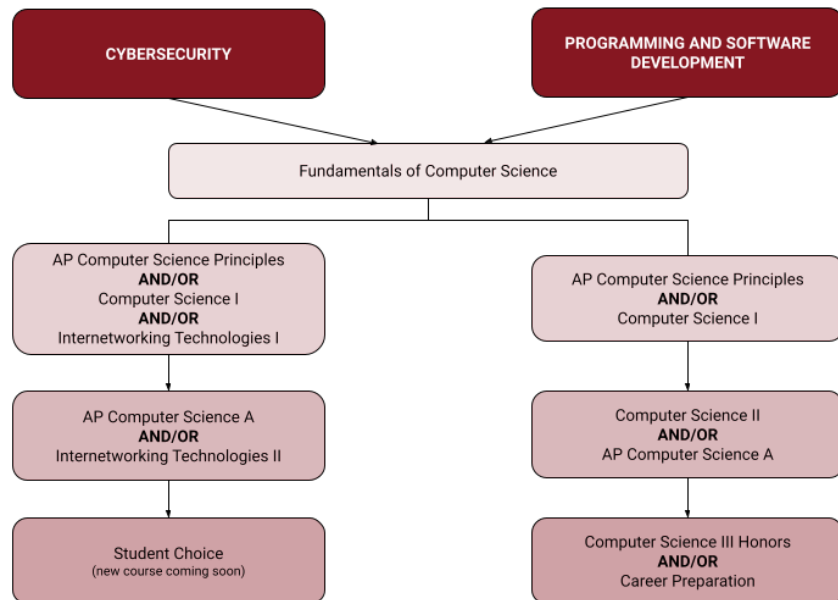 CYBERSECURITY
PROGRAMMING AND SOFTWARE
DEVELOPMENT
Fundamentals of Computer Science
AP Computer Science Principles
AND/OR
Computer Science I
AND/OR
Internetworking Technologies I
AP Computer Science Principles
AND/OR
Computer Science I
AP Computer Science A
AND/OR
Internetworking Technologies II
Computer Science II
AND/OR
AP Computer Science A
Student Choice
(new course coming soon)
Computer Science III Honors
AND/OR
Career Preparation